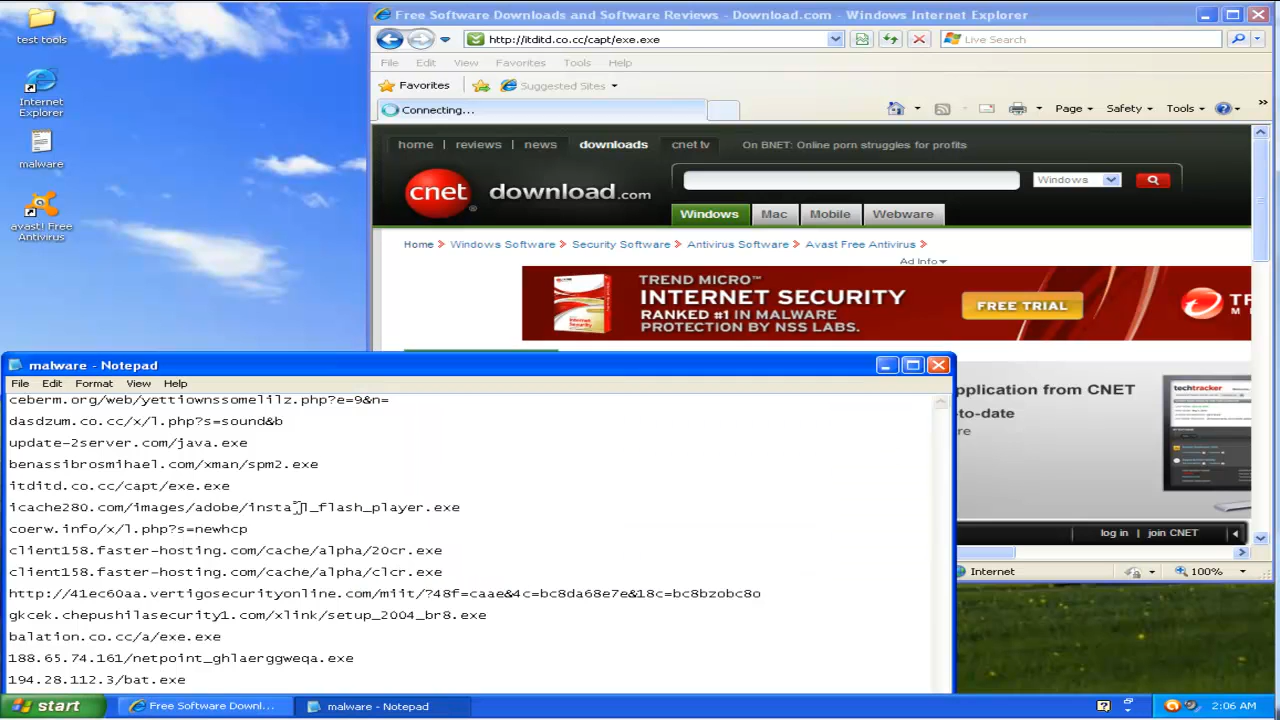 test tools
Internet
Explorer
malware
avast! Free
Antivirus
Free Software Downloads and Software Reviews - Download.com - Windows Internet Explorer
http://itditd.co.cc/capt/exe.exe
Live Search
File Edit View Favorites Tools Help
Favorites
Suggested Sites
Connecting...
Page Safety Tools
home | reviews | news downloads cnet tv On BNET: Online porn struggles for profits
cnet download.com
Windows
Windows Mac Mobile Webware
Home Windows Software Security Software Antivirus Software Avast Free Antivirus
Ad Info
TREND MICRO™
INTERNET SECURITY
RANKED #1 IN MALWARE
PROTECTION BY NSS LABS.
FREE TRIAL
pplication from CNET
o-to-date
techtracker
log in | join CNET
Internet
100%
malware - Notepad
File Edit Format View Help
ceberm.org/web/yettiownssomelilz.php?e=9&n=
dasdzum.co.cc/x/l.php?s=sound&b
update-2server.com/java.exe
benassibrosmihael.com/xman/spm2.exe
itditd.co.cc/capt/exe.exe
icache280.com/images/adobe/install_flash_player.exe
coerw.info/x/l.php?s=newhcp
client158.faster-hosting.com/cache/alpha/20cr.exe
client158.faster-hosting.com/cache/alpha/clcr.exe
http://41ec60aa.vertigosecurityonline.com/miit/?48f=caae&4c=bc8da68e7e&18c=bc8bzobc8o
gkcek.chepushilasecurity1.com/xlink/setup_2004_br8.exe
balation.co.cc/a/exe.exe
188.65.74.161/netpoint_ghlaerggweqa.exe
194.28.112.3/bat.exe
start
Free Software Downl...
malware - Notepad
2:06 AM